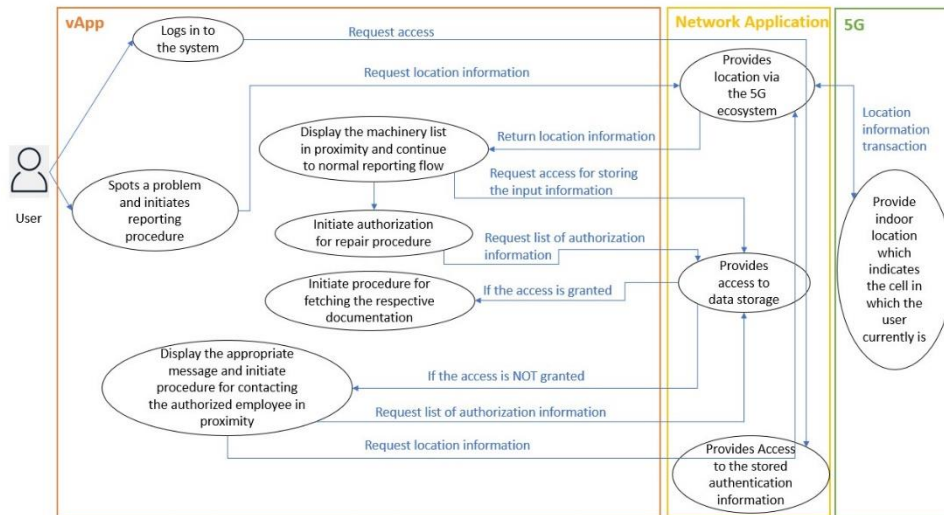 vApp
Network Application
5G
Logs in to
the system
Request access
Provides
location via
the 5G
ecosystem
Request location information
Location
information
transaction
Display the machinery list
in proximity and continue
to normal reporting flow
Return location information
Request access for storing
the input information
User
Spots a problem
and initiates
reporting
procedure
Initiate authorization
for repair procedure
Request list of authorization
information
Provide
indoor
location
which
indicates
the cell in
which the
user
currently is
Provides
access to
data storage
Initiate procedure for
fetching the respective
documentation
If the access is granted
Display the appropriate
message and initiate
procedure for contacting
the authorized employee in
proximity
If the access is NOT granted
Request list of authorization information
Request location information
Provides Access
to the stored
authentication
information